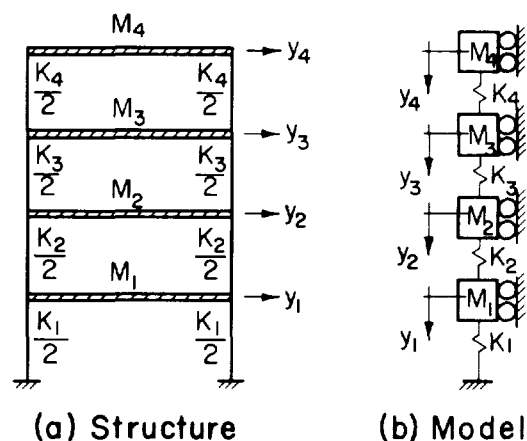 M4
y4
K4/2 K4/2
M3
y3
K3/2 K3/2
M2
y2
K2/2 K2/2
M1
y1
K1/2 K1/2
(a) Structure
M4
y4
K4
M3
y3
K3
M2
y2
K2
M1
y1
K1
(b) Model